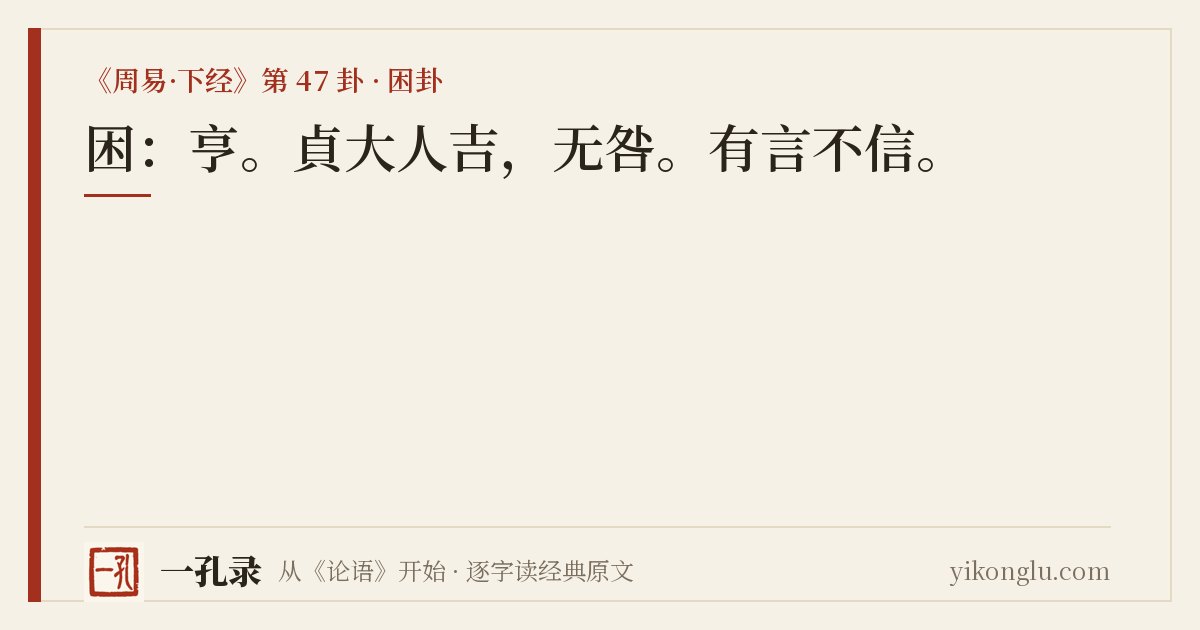 《周易·下经》第 47 卦 · 困卦
困：亨。貞大人吉，无咎。有言不信。
一孔
一孔录 从《论语》开始 · 逐字读经典原文 yikonglu.com